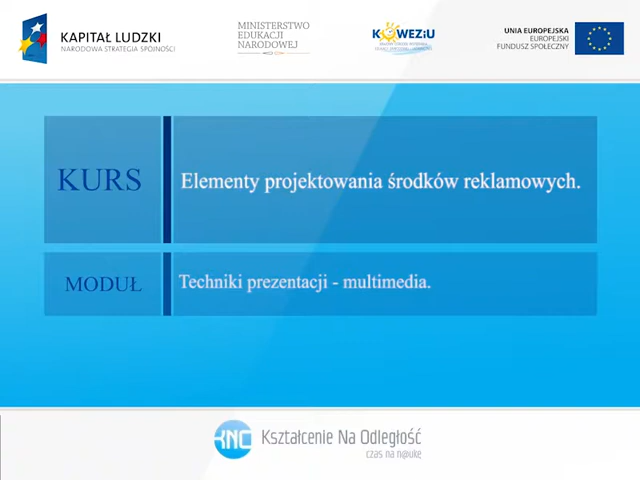 KAPITAŁ LUDZKI
NARODOWA STRATEGIA SPÓJNOŚCI
MINISTERSTWO
EDUKACJI
NARODOWEJ
KOWEZiU
UNIA EUROPEJSKA
EUROPEJSKI
FUNDUSZ SPOŁECZNY
KURS
Elementy projektowania środków reklamowych.
MODUŁ
Techniki prezentacji - multimedia.
KNO
Kształcenie Na Odległość
czas na n@ukę